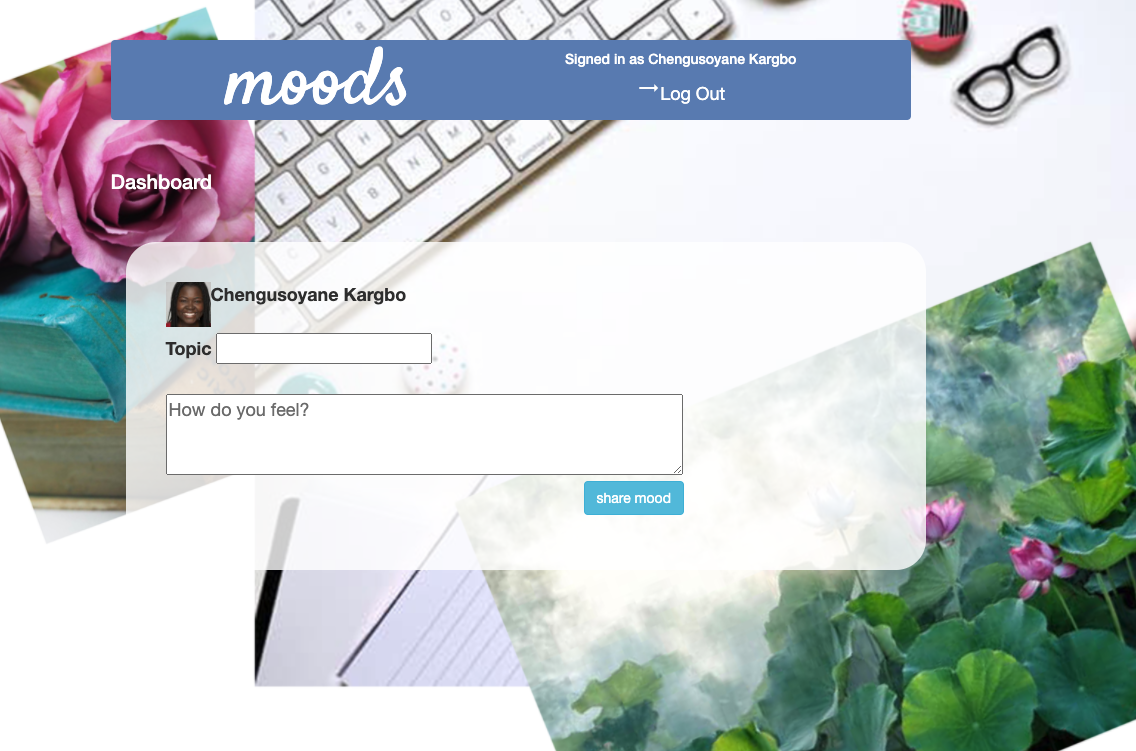 moods
Signed in as Chengusoyane Kargbo
→Log Out
Dashboard
Chengusoyane Kargbo
Topic
How do you feel?
share mood